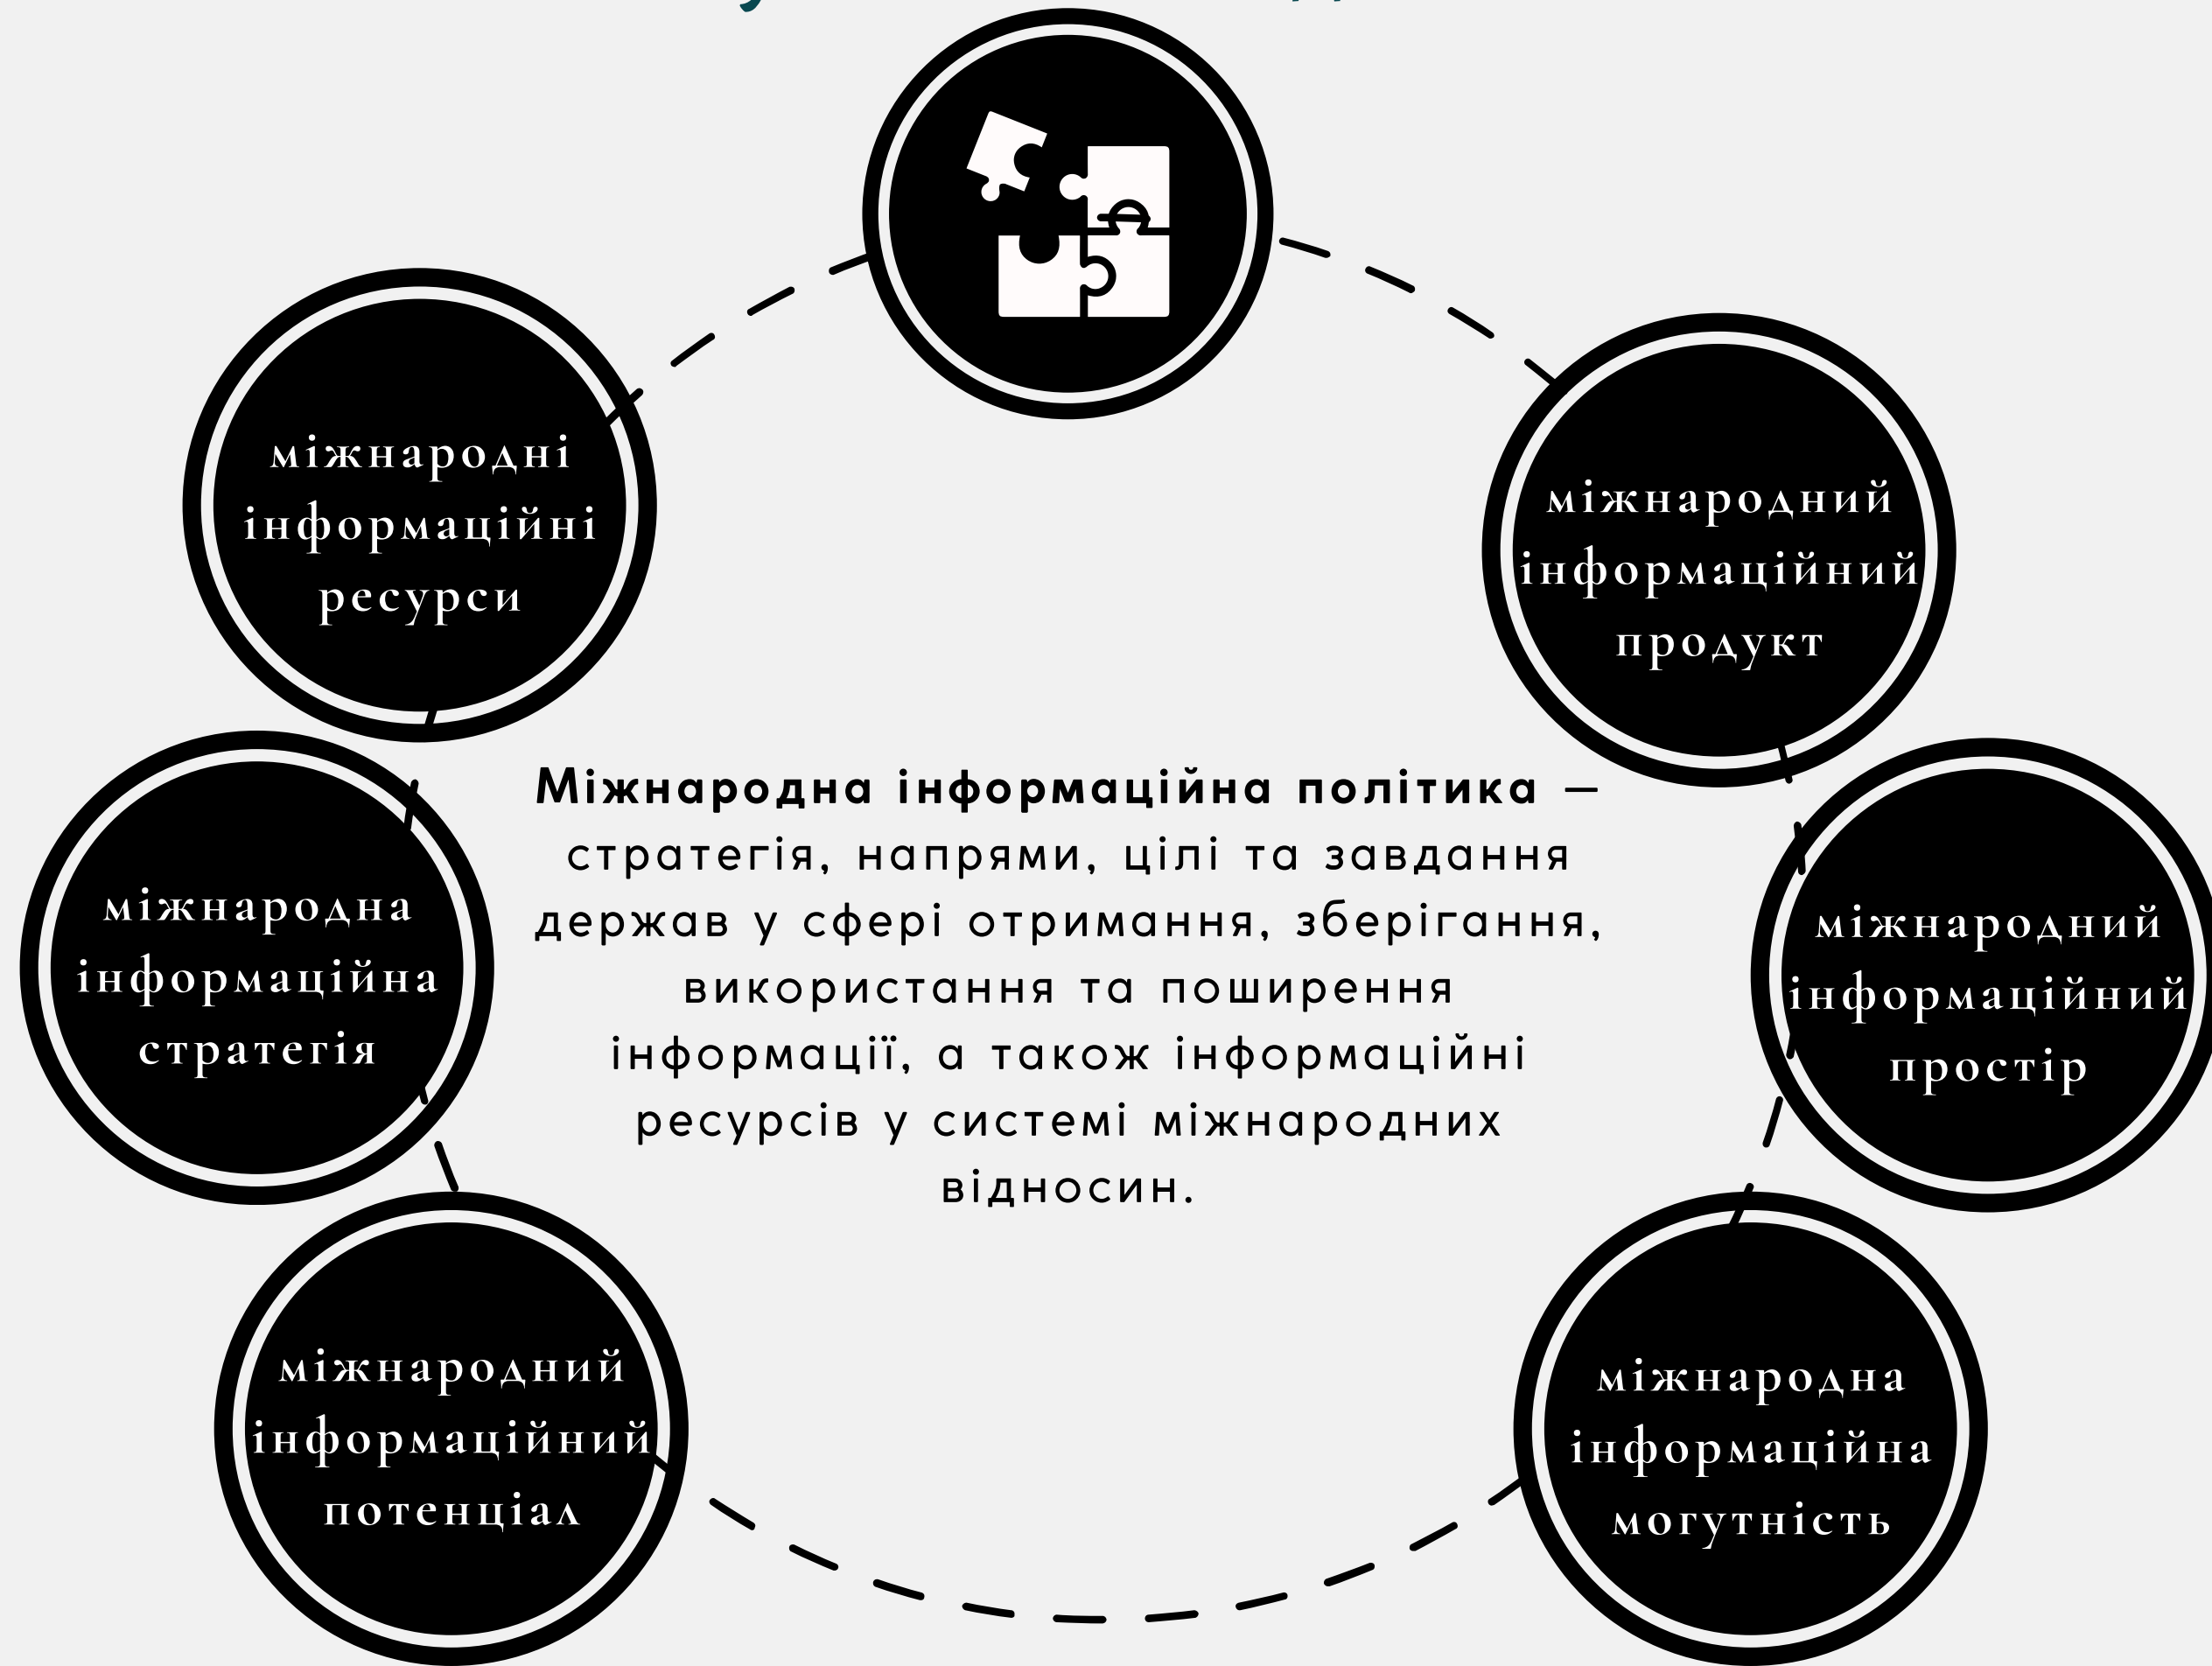 міжнародні
інформаційні
ресурси
міжнародний
інформаційний
продукт
міжнародна
інформаційна
стратегія
Міжнародна інформаційна політика —
стратегія, напрями, цілі та завдання
держав у сфері отримання, зберігання,
використання та поширення
інформації, а також інформаційні
ресурсів у системі міжнародних
відносин.
міжнародний
інформаційний
простір
міжнародний
інформаційний
потенціал
міжнародна
інформаційна
могутність